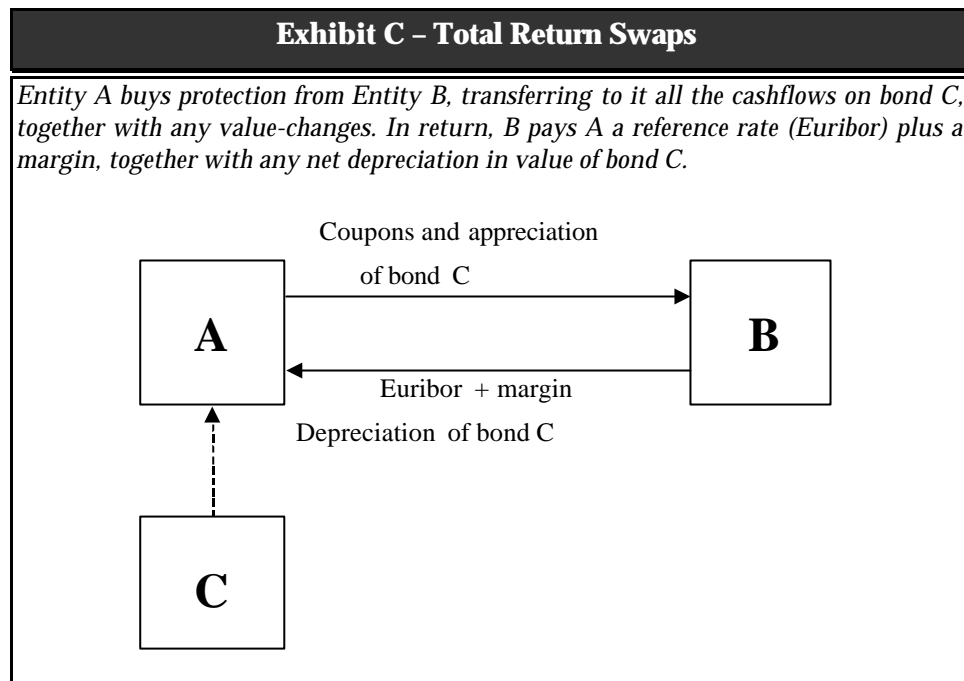 Exhibit C – Total Return Swaps
Entity A buys protection from Entity B, transferring to it all the cashflows on bond C,
together with any value-changes. In return, B pays A a reference rate (Euribor) plus a
margin, together with any net depreciation in value of bond C.
Coupons and appreciation
of bond C
A
B
Euribor + margin
Depreciation of bond C
C